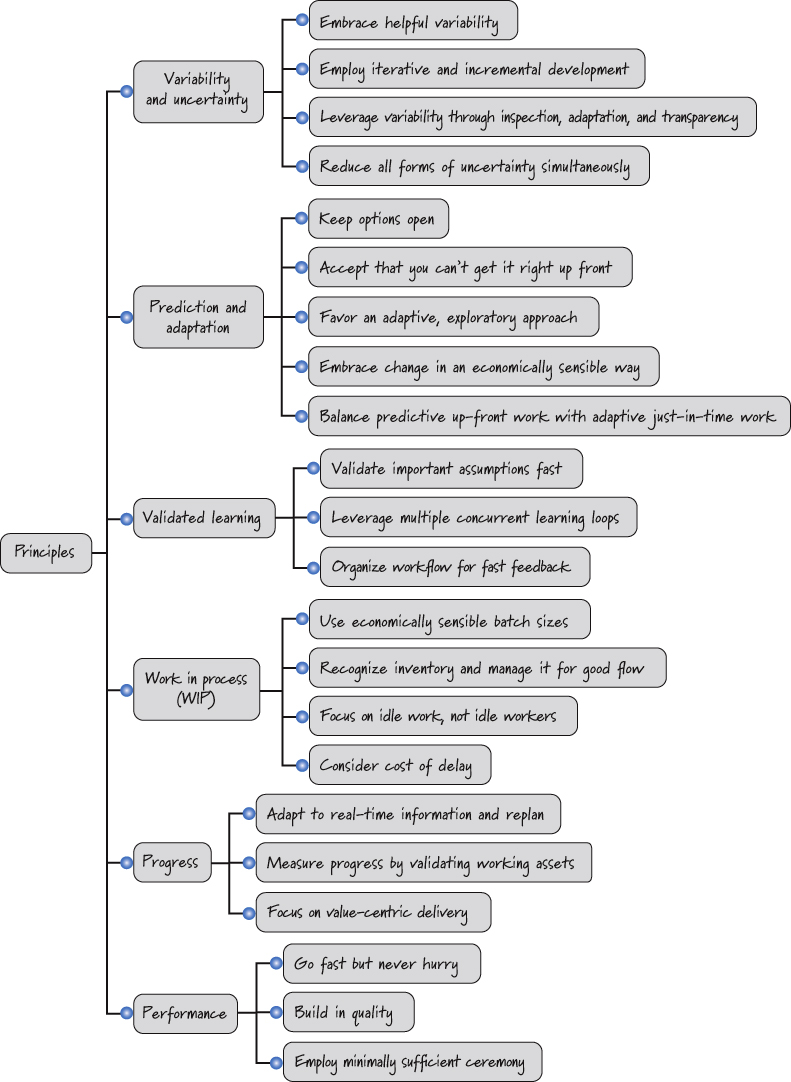 Embrace helpful variability
Employ iterative and incremental development
Variability
and uncertainty
Leverage variability through inspection, adaptation, and transparency
Reduce all forms of uncertainty simultaneously
Keep options open
Accept that you can't get it right up front
Prediction and
adaptation
Favor an adaptive, exploratory approach
Embrace change in an economically sensible way
Balance predictive up-front work with adaptive just-in-time work
Validate important assumptions fast
Validated learning
Leverage multiple concurrent learning loops
Organize workflow for fast feedback
Principles
Use economically sensible batch sizes
Recognize inventory and manage it for good flow
Work in process
(WIP)
Focus on idle work, not idle workers
Consider cost of delay
Adapt to real-time information and replan
Progress
Measure progress by validating working assets
Focus on value-centric delivery
Go fast but never hurry
Performance
Build in quality
Employ minimally sufficient ceremony